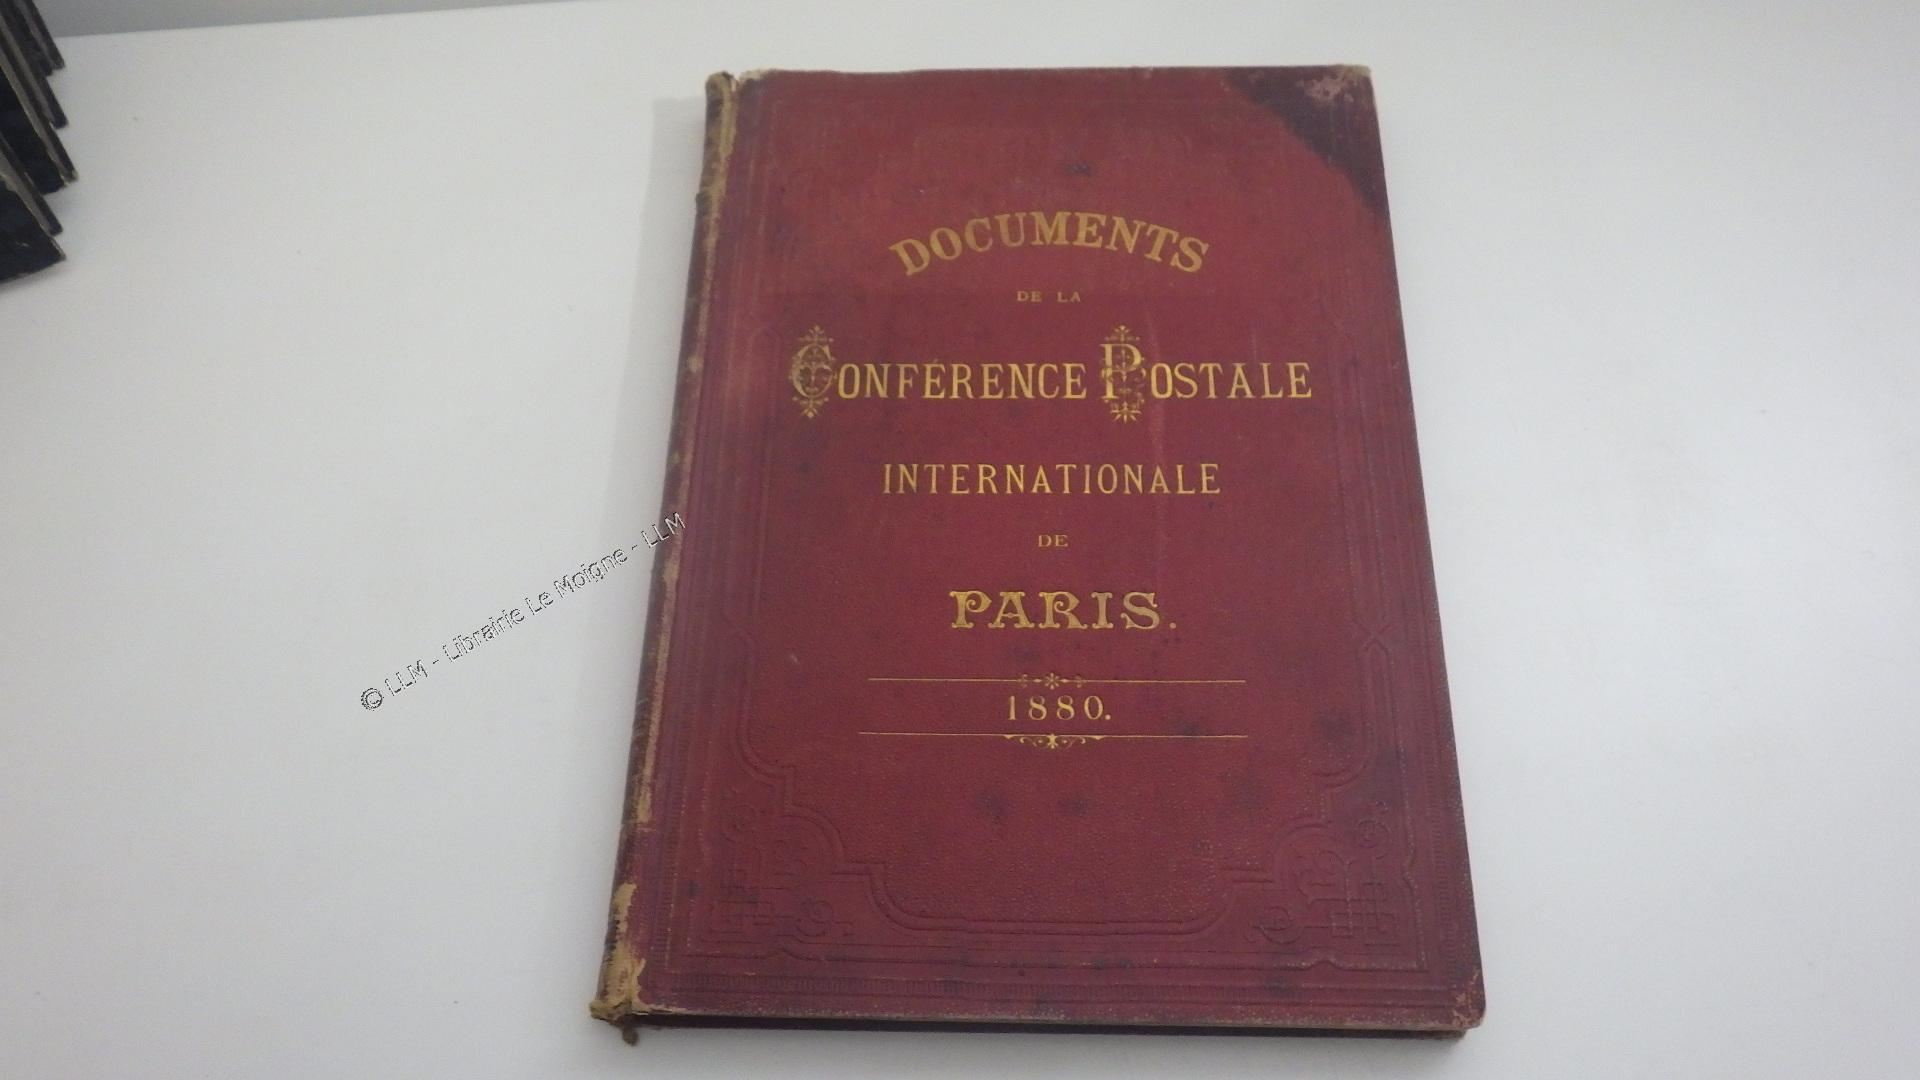 DOCUMENTS
DE LA
CONFÉRENCE POSTALE
INTERNATIONALE
DE
PARIS.
1880.
© LLM - Librairie Le Moigne - LLM